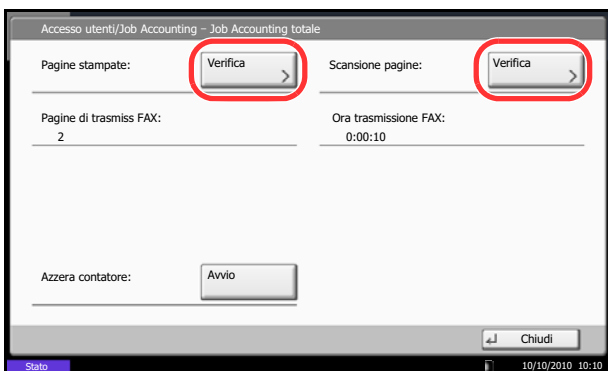 Accesso utenti/Job Accounting – Job Accounting totale
Pagine stampate:
Verifica
Scansione pagine:
Verifica
Pagine di trasmiss FAX:
2
Ora trasmissione FAX:
0:00:10
Azzera contatore:
Avvio
Chiudi
Stato
10/10/2010 10:10